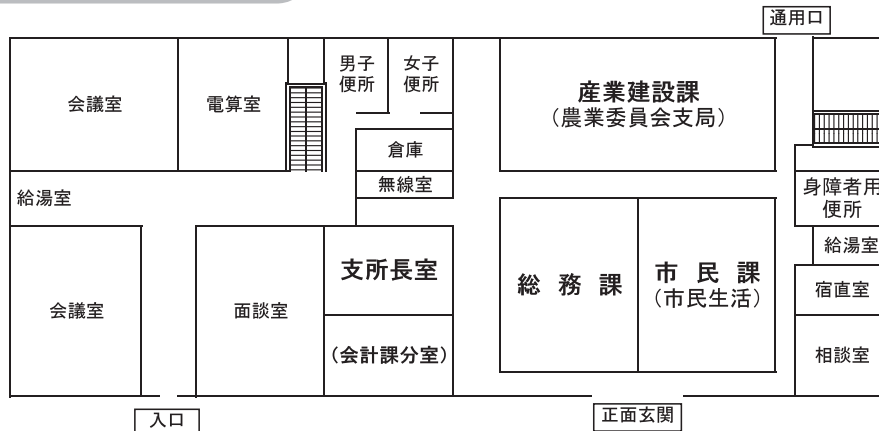 通用口
会議室
電算室
男子
便所
女子
便所
産業建設課
（農業委員会支局）
倉庫
無線室
給湯室
身障者用
便所
給湯室
会議室
面談室
支所長室
（会計課分室）
総務課
市民課
（市民生活）
宿直室
相談室
入口
正面玄関